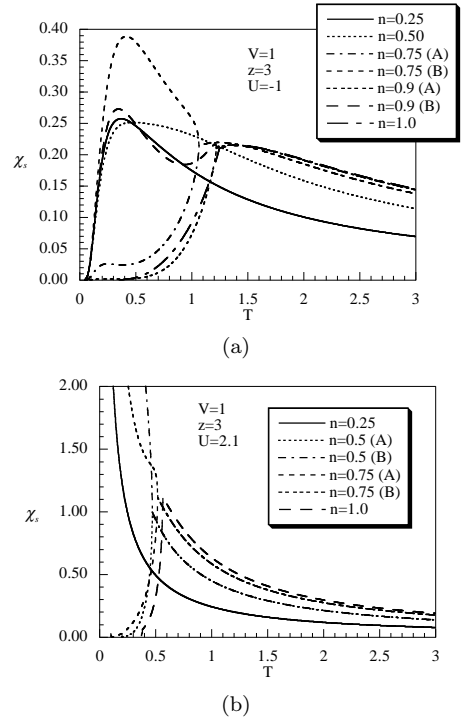 n=0.25
n=0.50
n=0.75 (A)
n=0.75 (B)
n=0.9 (A)
n=0.9 (B)
n=1.0
V=1
z=3
U=-1
0.40
0.35
0.30
0.25
0.20
0.15
0.10
0.05
0.00
χs
0 0.5 1 1.5 2 2.5 3
T
(a)
V=1
z=3
U=2.1
n=0.25
n=0.5 (A)
n=0.5 (B)
n=0.75 (A)
n=0.75 (B)
n=1.0
2.00
1.50
1.00
0.50
0.00
χs
0 0.5 1 1.5 2 2.5 3
T
(b)